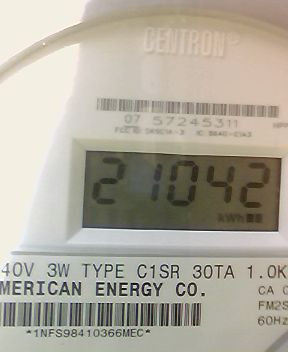 CENTRON®
07 57245311
21042
kWh
40V 3W TYPE C1SR 30TA 1.0K
MERICAN ENERGY CO.
CA 0
FM2S
60Hz
*1NFS98410366MEC*